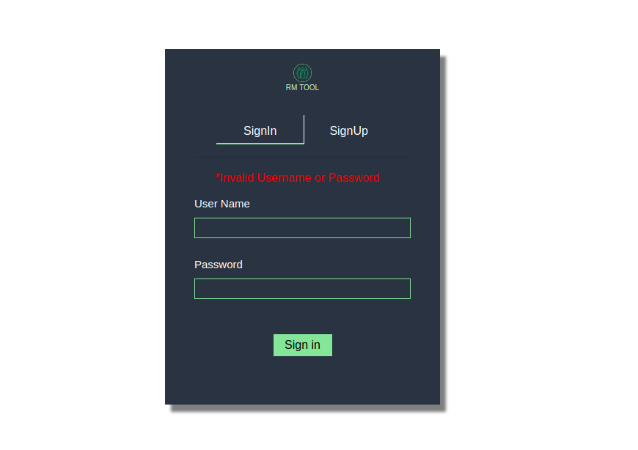 RM TOOL
SignIn
SignUp
*Invalid Username or Password
User Name
Password
Sign in